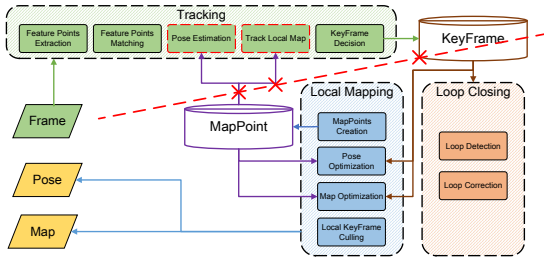 Tracking
Feature Points
Extraction
Feature Points
Matching
Pose Estimation
Track Local Map
KeyFrame
Decision
KeyFrame
Frame
MapPoint
Local Mapping
MapPoints
Creation
Pose
Optimization
Map Optimization
Local KeyFrame
Culling
Loop Closing
Loop Detection
Loop Correction
Pose
Map